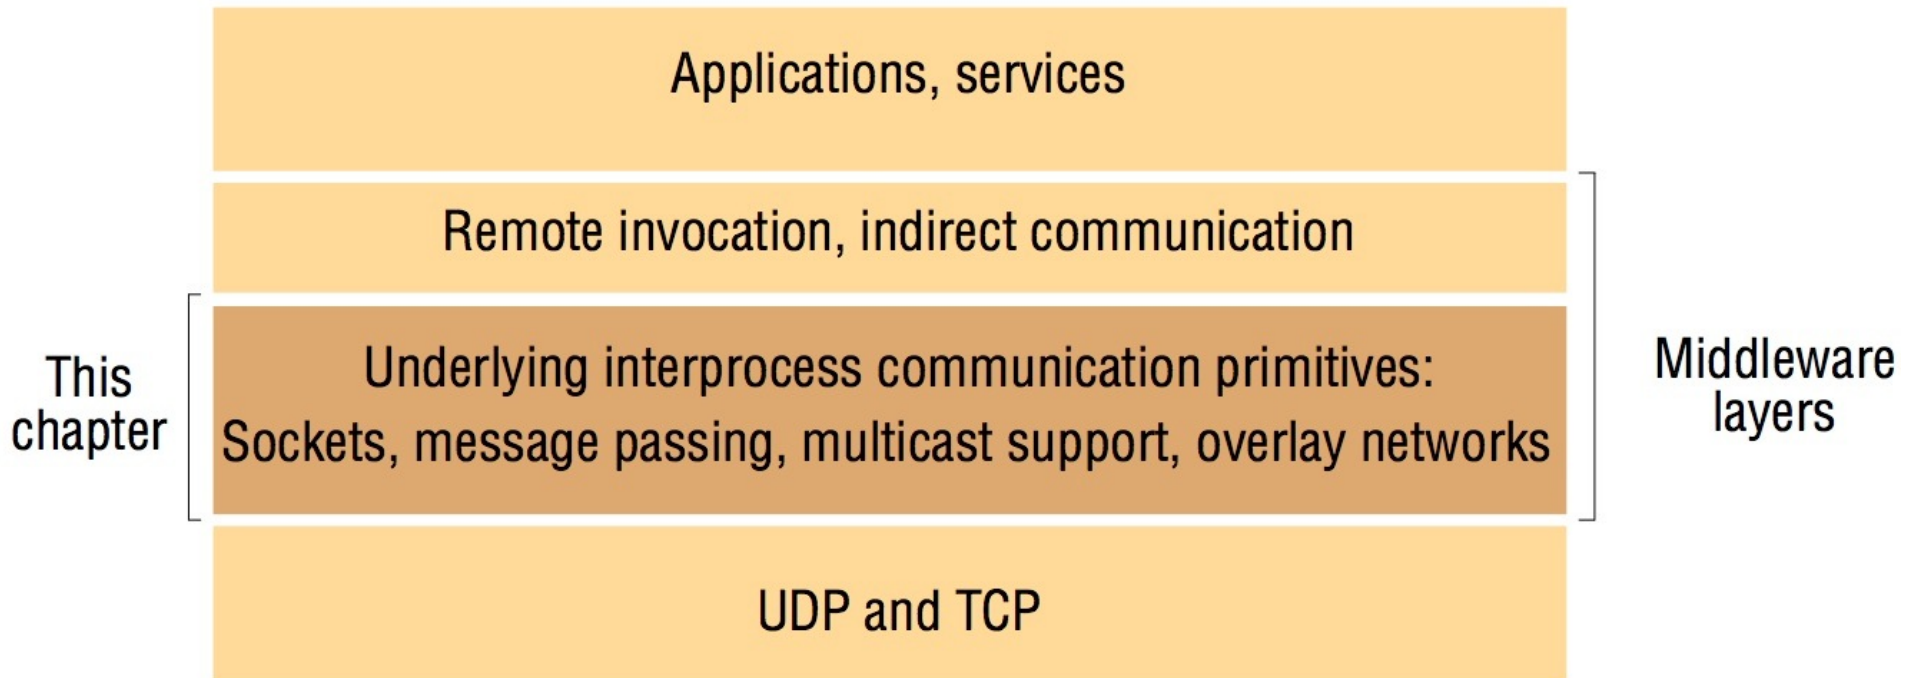 Applications, services
Remote invocation, indirect communication
This
chapter
Underlying interprocess communication primitives:
Sockets, message passing, multicast support, overlay networks
Middleware
layers
UDP and TCP